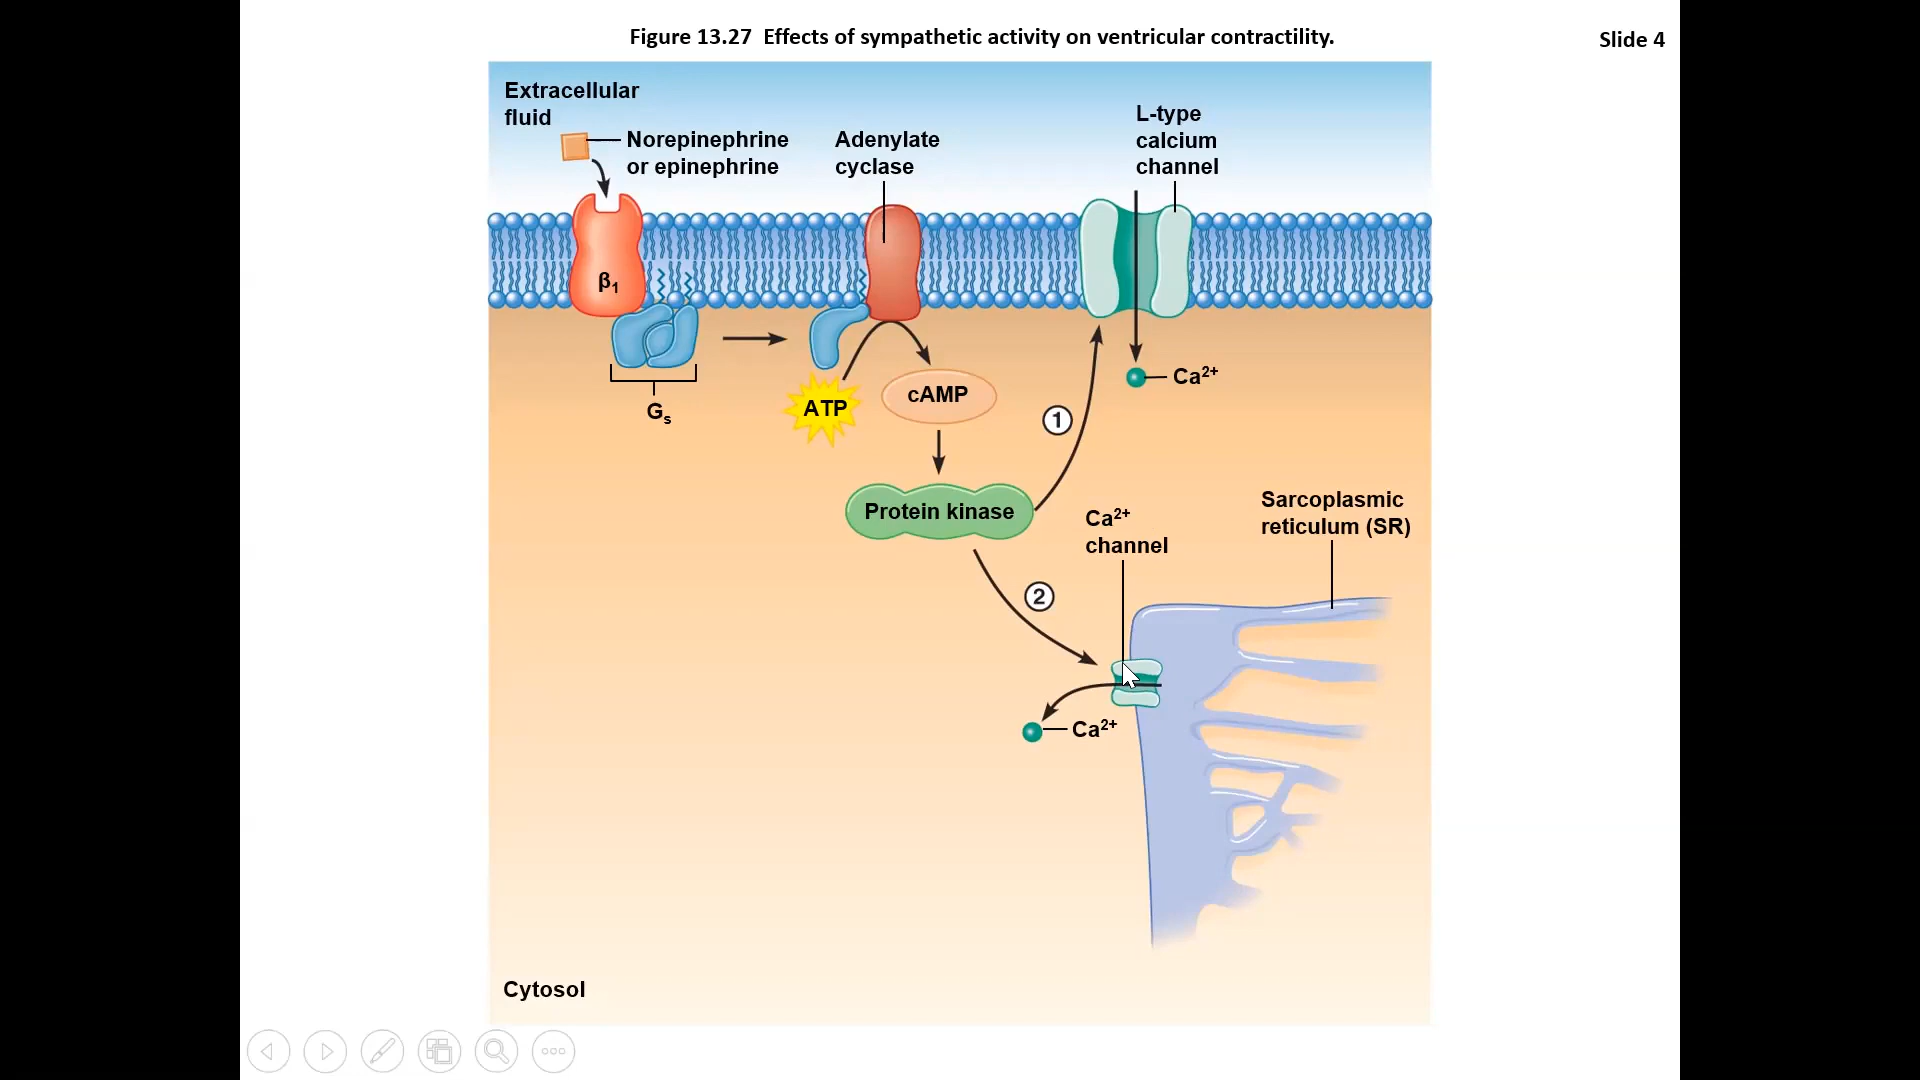 Figure 13.27 Effects of sympathetic activity on ventricular contractility.
Slide 4
Extracellular
fluid
Norepinephrine
or epinephrine
Adenylate
cyclase
L-type
calcium
channel
β₁
Gₛ
ATP
cAMP
1
Ca²⁺
Protein kinase
Ca²⁺
channel
Sarcoplasmic
reticulum (SR)
2
Ca²⁺
Cytosol